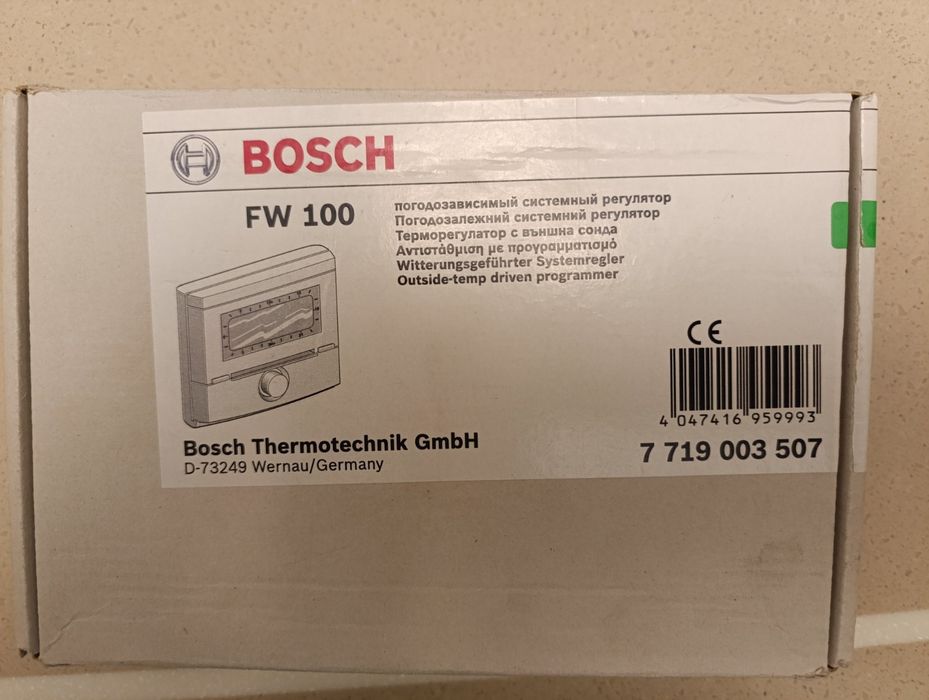 BOSCH
FW 100
погодозависимый системный регулятор
Погодозалежний системний регулятор
Терморегулатор с външна сонда
Αντιστάθμιση με προγραμματισμό
Witterungsgeführter Systemregler
Outside-temp driven programmer
CE
4 047416 959993
7 719 003 507
Bosch Thermotechnik GmbH
D-73249 Wernau/Germany